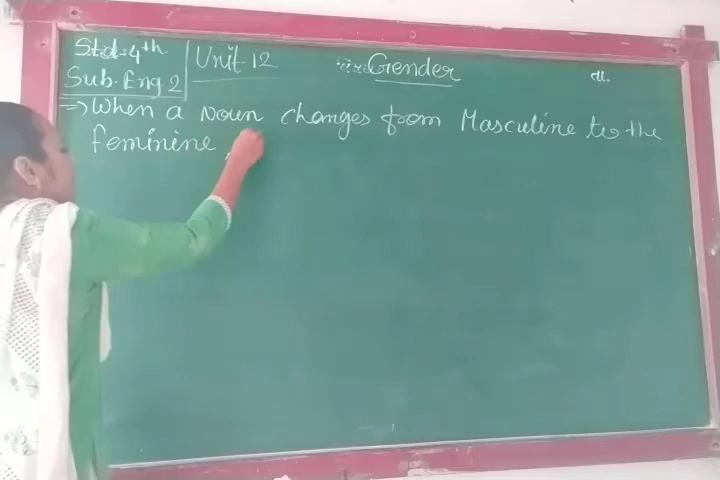 Std-4th
Sub. Eng 2
Unit-12
Gender
=> When a Noun changes from Masculine to the
feminine